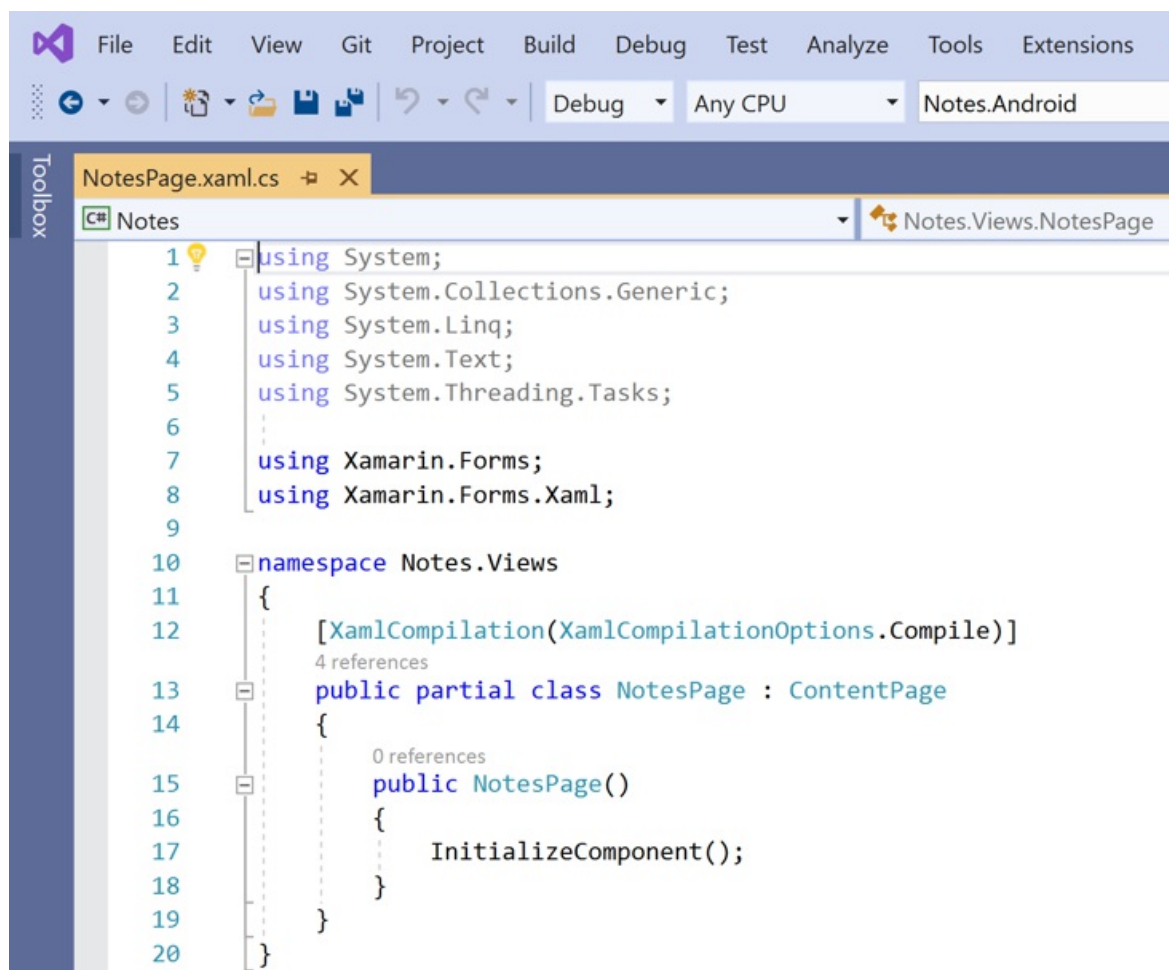 File Edit View Git Project Build Debug Test Analyze Tools Extensions
Debug Any CPU Notes.Android
Toolbox
NotesPage.xaml.cs
C# Notes Notes.Views.NotesPage
1 using System;
2 using System.Collections.Generic;
3 using System.Linq;
4 using System.Text;
5 using System.Threading.Tasks;
6
7 using Xamarin.Forms;
8 using Xamarin.Forms.Xaml;
9
10 namespace Notes.Views
11 {
12 [XamlCompilation(XamlCompilationOptions.Compile)]
4 references
13 public partial class NotesPage : ContentPage
14 {
0 references
15 public NotesPage()
16 {
17 InitializeComponent();
18 }
19 }
20 }